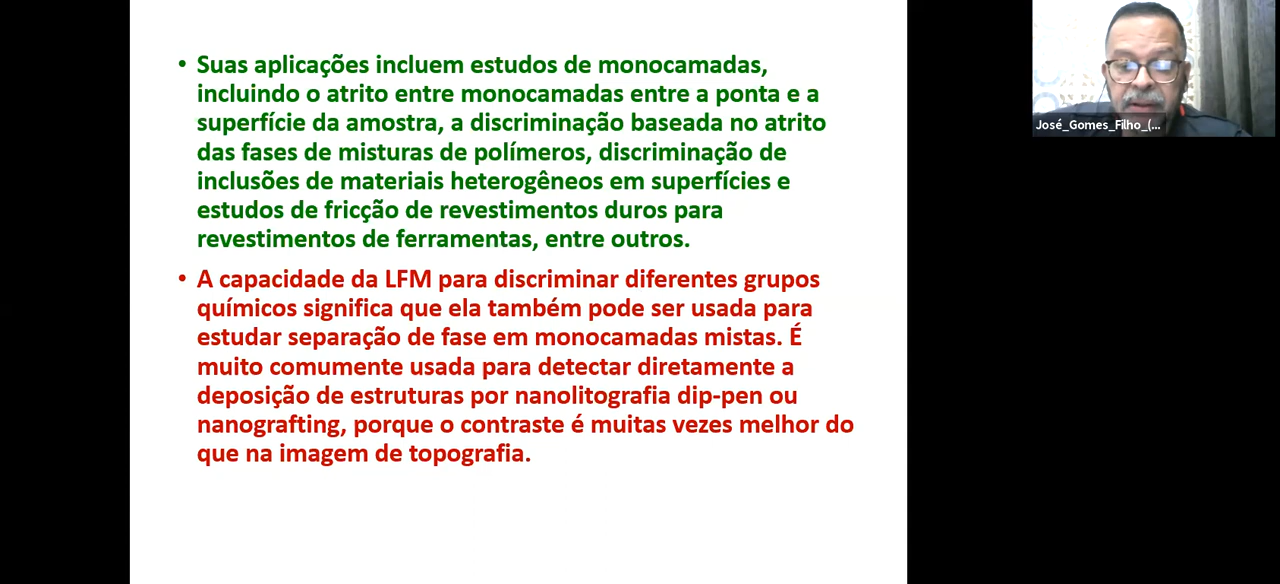 • Suas aplicações incluem estudos de monocamadas,
incluindo o atrito entre monocamadas entre a ponta e a
superfície da amostra, a discriminação baseada no atrito
das fases de misturas de polímeros, discriminação de
inclusões de materiais heterogêneos em superfícies e
estudos de fricção de revestimentos duros para
revestimentos de ferramentas, entre outros.
• A capacidade da LFM para discriminar diferentes grupos
químicos significa que ela também pode ser usada para
estudar separação de fase em monocamadas mistas. É
muito comumente usada para detectar diretamente a
deposição de estruturas por nanolitografia dip-pen ou
nanografting, porque o contraste é muitas vezes melhor do
que na imagem de topografia.
José_Gomes_Filho_(...